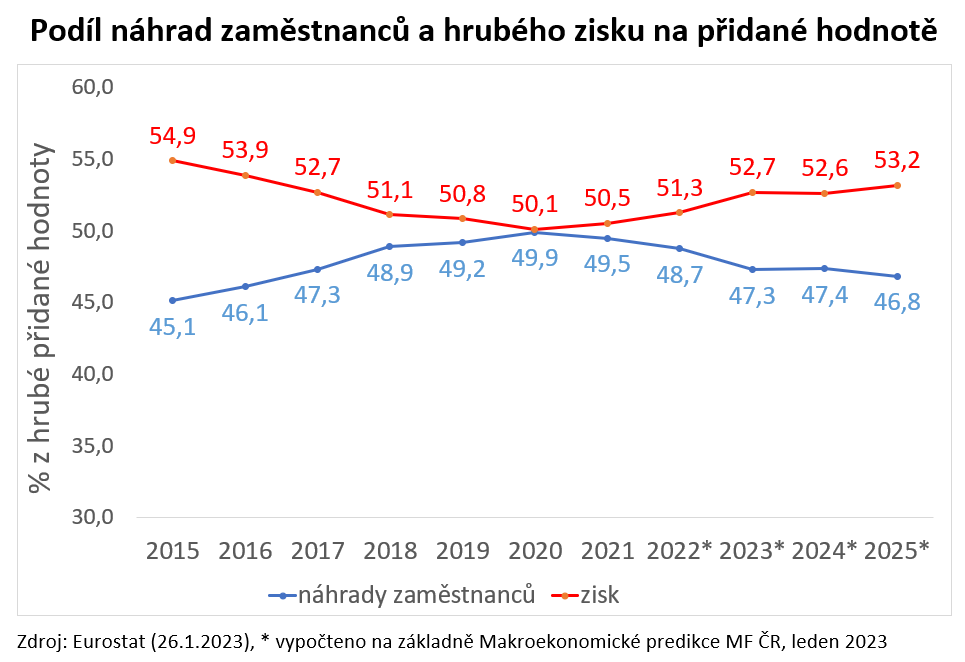 Podíl náhrad zaměstnanců a hrubého zisku na přidané hodnotě
% z hrubé přidané hodnoty
60,0
55,0
50,0
45,0
40,0
35,0
30,0
54,9 53,9 52,7 51,1 50,8 50,1 50,5 51,3 52,7 52,6 53,2
45,1 46,1 47,3 48,9 49,2 49,9 49,5 48,7 47,3 47,4 46,8
2015 2016 2017 2018 2019 2020 2021 2022* 2023* 2024* 2025*
náhrady zaměstnanců zisk
Zdroj: Eurostat (26.1.2023), * vypočteno na základně Makroekonomické predikce MF ČR, leden 2023